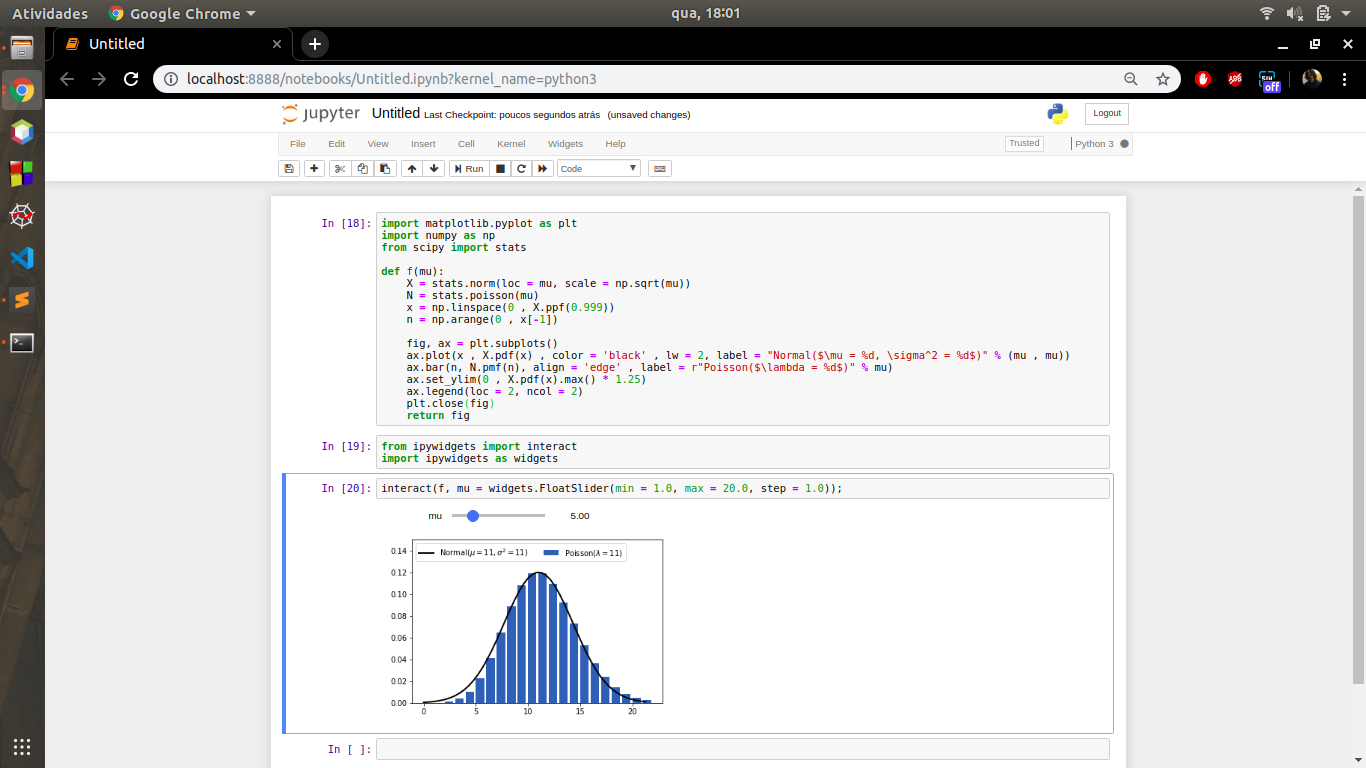 Atividades
Google Chrome
qua, 18:01
Untitled
localhost:8888/notebooks/Untitled.ipynb?kernel_name=python3
ADB
off
jupyter
Untitled Last Checkpoint: poucos segundos atrás (unsaved changes)
Logout
File Edit View Insert Cell Kernel Widgets Help
Trusted
Python 3
Run
Code
In [18]:
import matplotlib.pyplot as plt
import numpy as np
from scipy import stats
def f(mu):
    X = stats.norm(loc = mu, scale = np.sqrt(mu))
    N = stats.poisson(mu)
    x = np.linspace(0 , X.ppf(0.999))
    n = np.arange(0 , x[-1])
    fig, ax = plt.subplots()
    ax.plot(x , X.pdf(x) , color = 'black' , lw = 2, label = "Normal($\mu = %d, \sigma^2 = %d$)" % (mu , mu))
    ax.bar(n, N.pmf(n), align = 'edge' , label = r"Poisson($\lambda = %d$)" % mu)
    ax.set_ylim(0 , X.pdf(x).max() * 1.25)
    ax.legend(loc = 2, ncol = 2)
    plt.close(fig)
    return fig
In [19]:
from ipywidgets import interact
import ipywidgets as widgets
In [20]:
interact(f, mu = widgets.FloatSlider(min = 1.0, max = 20.0, step = 1.0));
mu 5.00
Normal(μ = 11, σ² = 11) Poisson(λ = 11)
0.14
0.12
0.10
0.08
0.06
0.04
0.02
0.00
0 5 10 15 20
In [ ]: